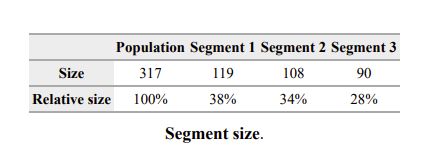 Population Segment 1 Segment 2 Segment 3
Size 317 119 108 90
Relative size 100% 38% 34% 28%
Segment size.